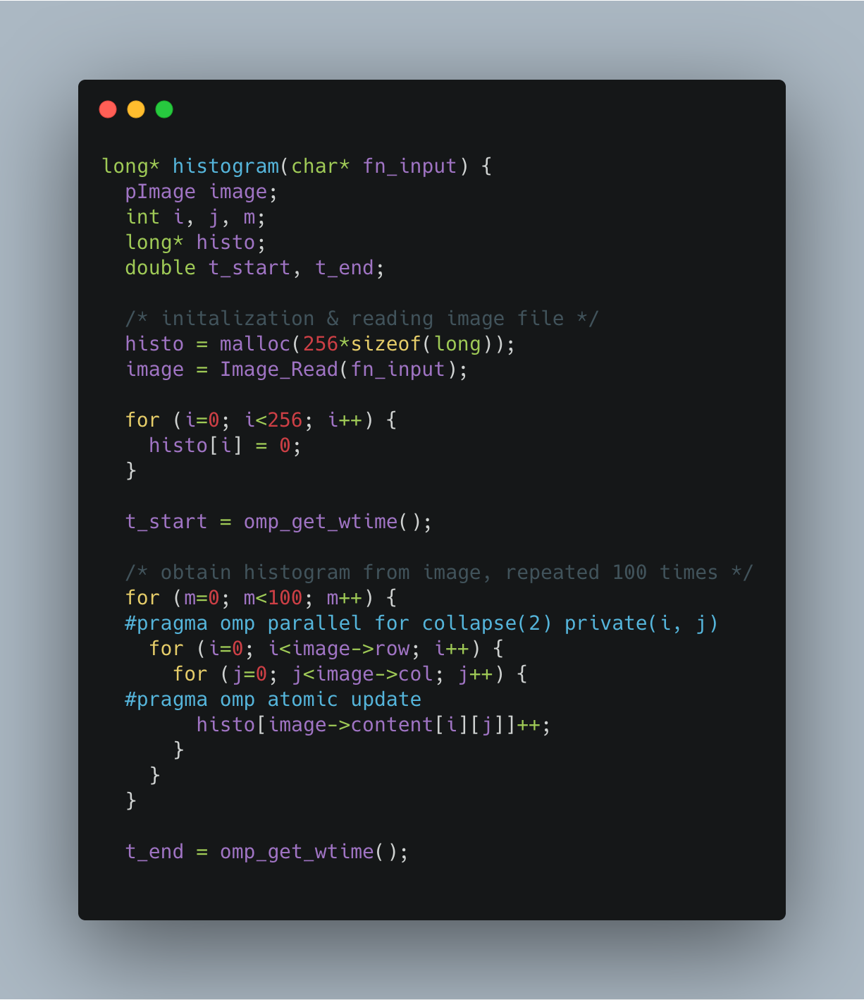 long* histogram(char* fn_input) {
  pImage image;
  int i, j, m;
  long* histo;
  double t_start, t_end;

  /* initalization & reading image file */
  histo = malloc(256*sizeof(long));
  image = Image_Read(fn_input);

  for (i=0; i<256; i++) {
    histo[i] = 0;
  }

  t_start = omp_get_wtime();

  /* obtain histogram from image, repeated 100 times */
  for (m=0; m<100; m++) {
  #pragma omp parallel for collapse(2) private(i, j)
    for (i=0; i<image->row; i++) {
      for (j=0; j<image->col; j++) {
  #pragma omp atomic update
        histo[image->content[i][j]]++;
      }
    }
  }

  t_end = omp_get_wtime();